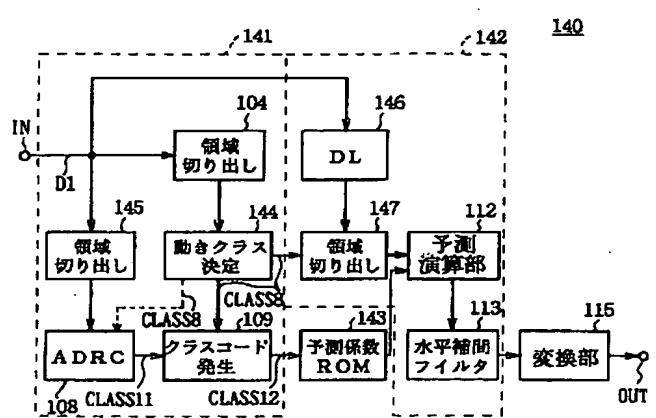 140
141
142
IN
D1
104
領域
切り出し
146
DL
145
領域
切り出し
144
動きクラス
決定
147
領域
切り出し
112
予測
演算部
CLASS8
CLASS8
ADRC
108
CLASS11
109
クラスコード
発生
CLASS12
143
予測係数
ROM
113
水平補間
フィルタ
115
変換部
OUT